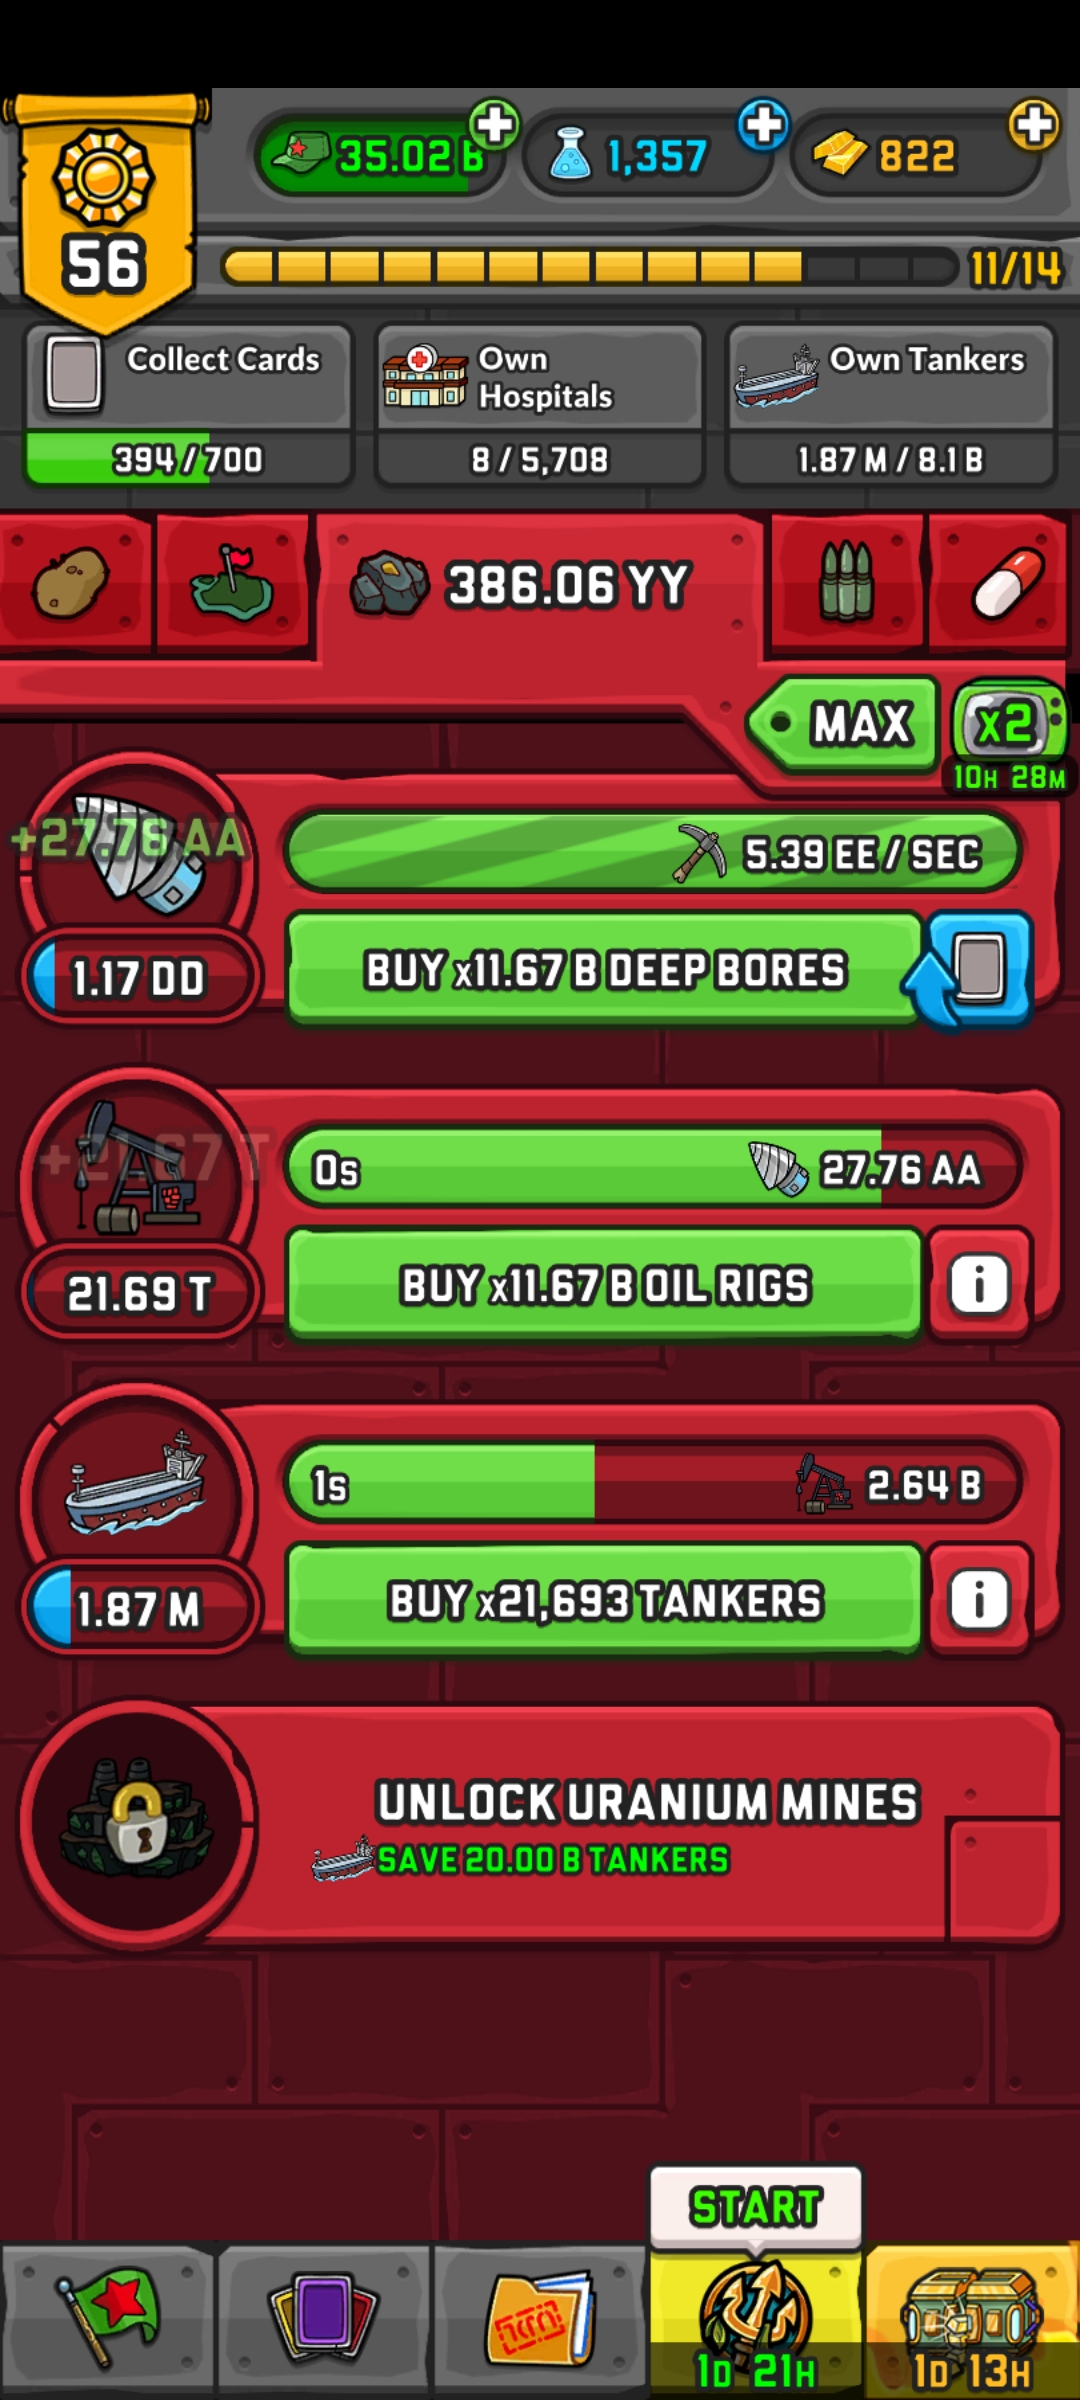 56
35.02 B
1,357
822
11/14
Collect Cards
394 / 700
Own
Hospitals
8 / 5,708
Own Tankers
1.87 M / 8.1 B
386.06 YY
MAX
x2
10H 28M
+27.76 AA
5.39 EE / SEC
1.17 DD
BUY x11.67 B DEEP BORES
0s
27.76 AA
21.69 T
BUY x11.67 B OIL RIGS
i
1s
2.64 B
1.87 M
BUY x21,693 TANKERS
i
UNLOCK URANIUM MINES
SAVE 20.00 B TANKERS
START
1D 21H
1D 13H